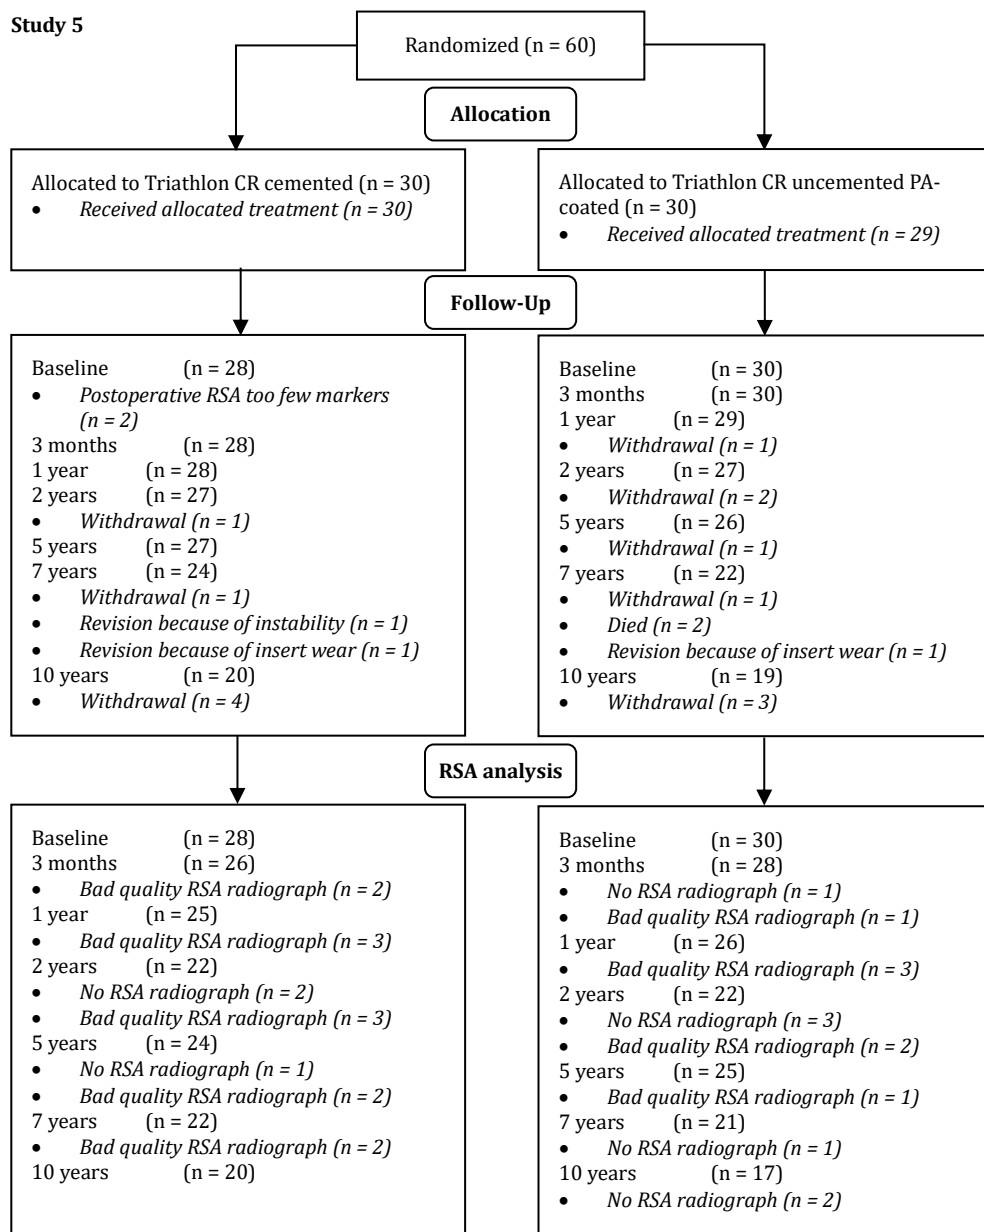 Study 5
Randomized (n = 60)
Allocation
Allocated to Triathlon CR cemented (n = 30)
• Received allocated treatment (n = 30)
Allocated to Triathlon CR uncemented PA-
coated (n = 30)
• Received allocated treatment (n = 29)
Follow-Up
Baseline (n = 28)
• Postoperative RSA too few markers
(n = 2)
3 months (n = 28)
1 year (n = 28)
2 years (n = 27)
• Withdrawal (n = 1)
5 years (n = 27)
7 years (n = 24)
• Withdrawal (n = 1)
• Revision because of instability (n = 1)
• Revision because of insert wear (n = 1)
10 years (n = 20)
• Withdrawal (n = 4)
Baseline (n = 30)
3 months (n = 30)
1 year (n = 29)
• Withdrawal (n = 1)
2 years (n = 27)
• Withdrawal (n = 2)
5 years (n = 26)
• Withdrawal (n = 1)
7 years (n = 22)
• Withdrawal (n = 1)
• Died (n = 2)
• Revision because of insert wear (n = 1)
10 years (n = 19)
• Withdrawal (n = 3)
RSA analysis
Baseline (n = 28)
3 months (n = 26)
• Bad quality RSA radiograph (n = 2)
1 year (n = 25)
• Bad quality RSA radiograph (n = 3)
2 years (n = 22)
• No RSA radiograph (n = 2)
• Bad quality RSA radiograph (n = 3)
5 years (n = 24)
• No RSA radiograph (n = 1)
• Bad quality RSA radiograph (n = 2)
7 years (n = 22)
• Bad quality RSA radiograph (n = 2)
10 years (n = 20)
Baseline (n = 30)
3 months (n = 28)
• No RSA radiograph (n = 1)
• Bad quality RSA radiograph (n = 1)
1 year (n = 26)
• Bad quality RSA radiograph (n = 3)
2 years (n = 22)
• No RSA radiograph (n = 3)
• Bad quality RSA radiograph (n = 2)
5 years (n = 25)
• Bad quality RSA radiograph (n = 1)
7 years (n = 21)
• No RSA radiograph (n = 1)
10 years (n = 17)
• No RSA radiograph (n = 2)